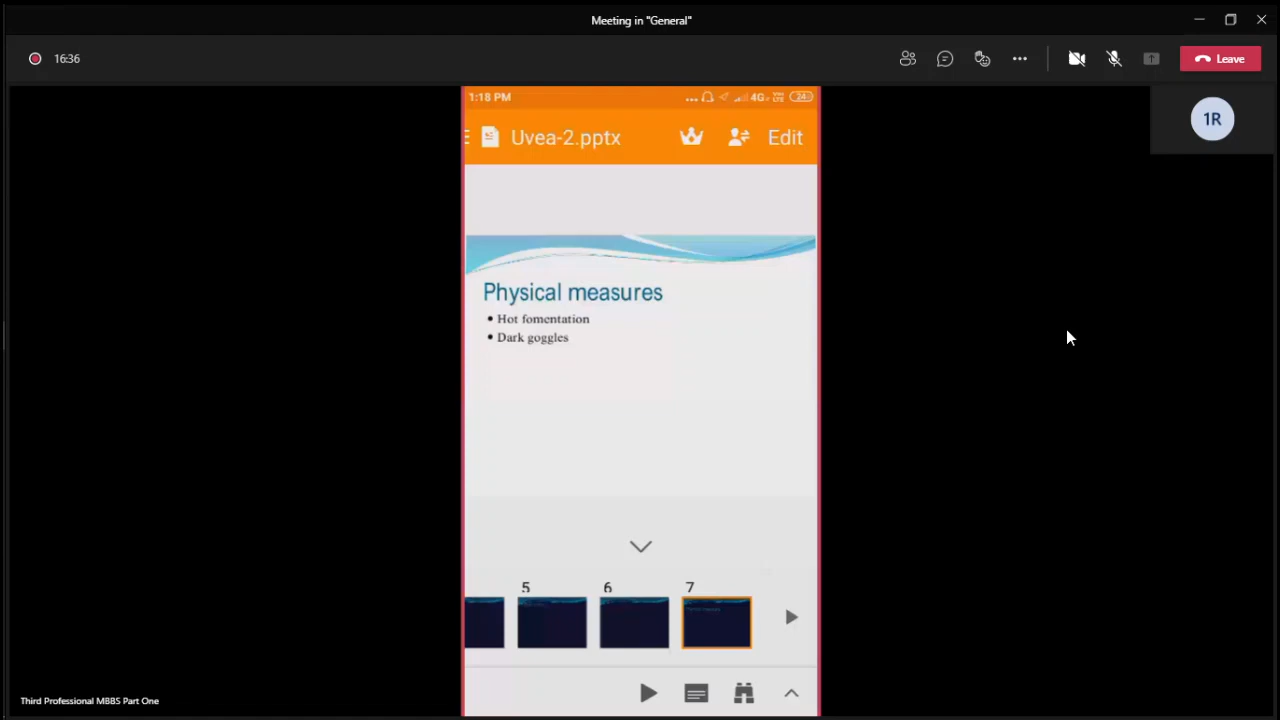 Meeting in "General"
16:36
Leave
1:18 PM
4G
24
1R
Uvea-2.pptx
Edit
Physical measures
• Hot fomentation
• Dark goggles
5 6 7
Third Professional MBBS Part One